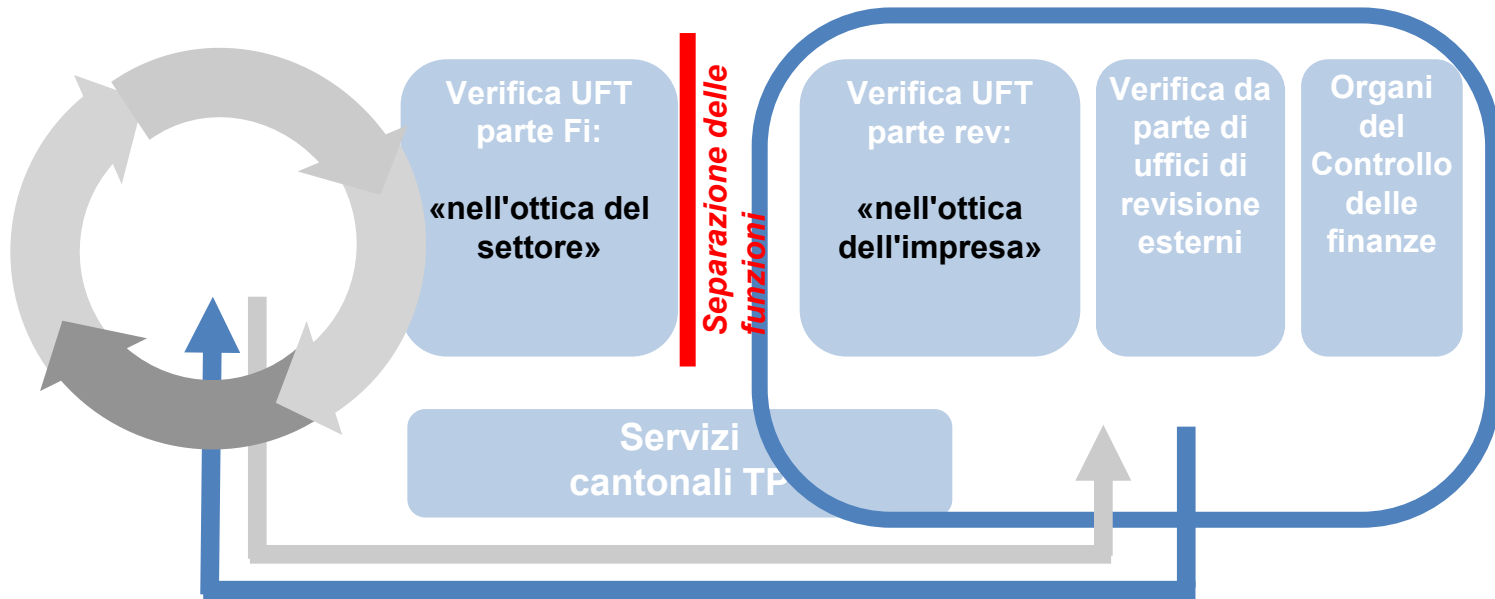 Verifica UFT
parte Fi:
«nell'ottica del
settore»
Separazione delle
funzioni
Verifica UFT
parte rev:
«nell'ottica
dell'impresa»
Verifica da
parte di
uffici di
revisione
esterni
Organi
del
Controllo
delle
finanze
Servizi
cantonali TP